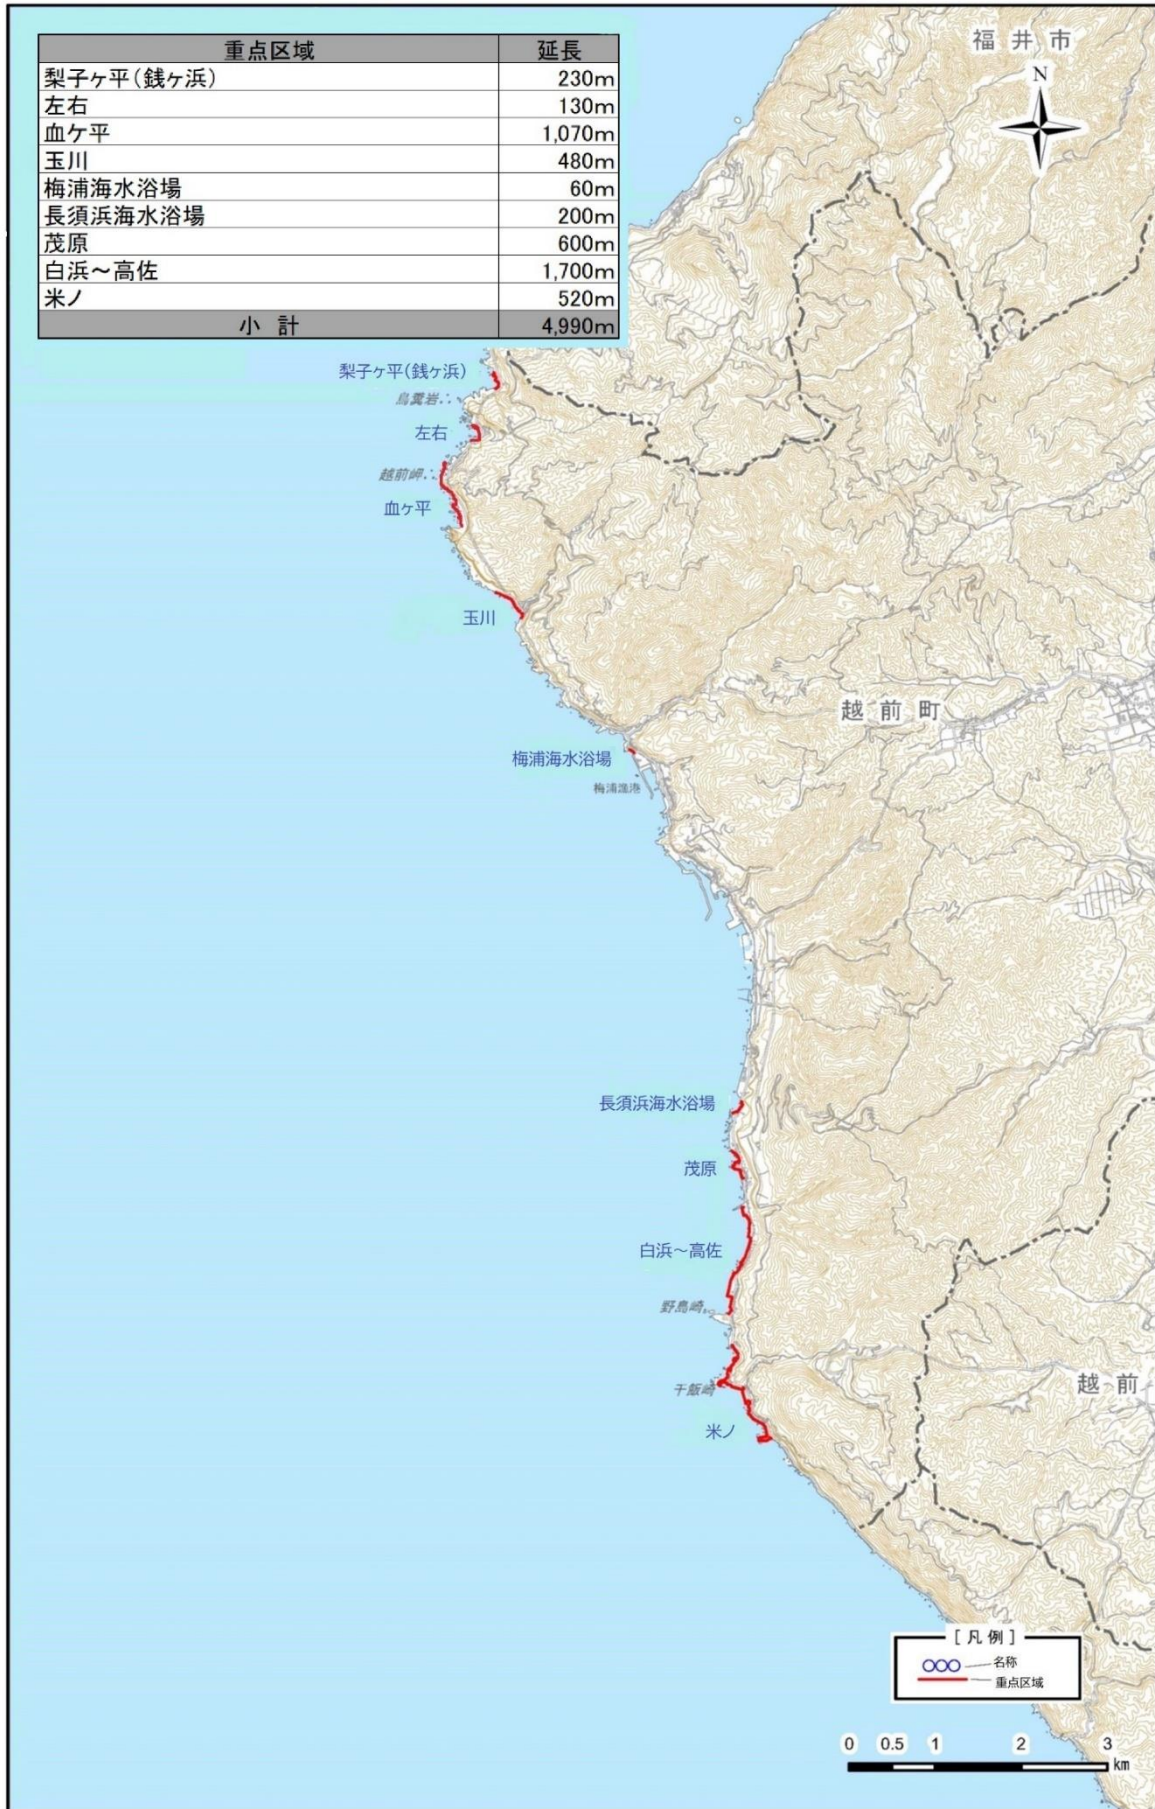 重点区域 延長
梨子ヶ平(銭ヶ浜) 230m
左右 130m
血ケ平 1,070m
玉川 480m
梅浦海水浴場 60m
長須浜海水浴場 200m
茂原 600m
白浜～高佐 1,700m
米ノ 520m
小 計 4,990m
福井市
N
梨子ヶ平(銭ヶ浜)
鳥糞岩
左右
越前岬
血ヶ平
玉川
越前町
梅浦海水浴場
梅浦漁港
長須浜海水浴場
茂原
白浜～高佐
野島崎
干飯崎
越前
米ノ
[凡例]
○○○ 名称
重点区域
0 0.5 1 2 3
km